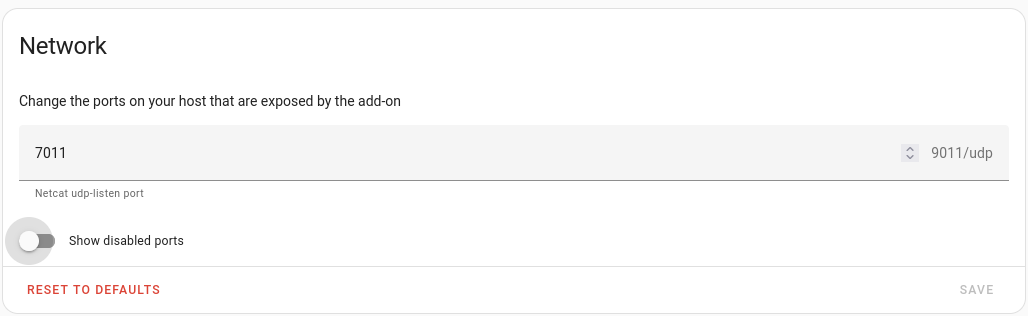 Network
Change the ports on your host that are exposed by the add-on
7011 9011/udp
Netcat udp-listen port
Show disabled ports
RESET TO DEFAULTS SAVE